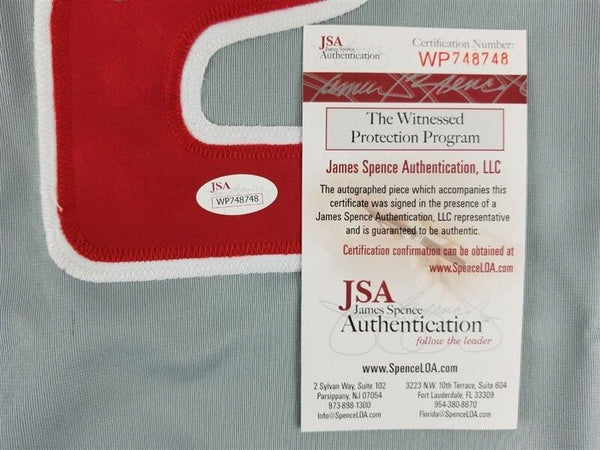 JSA
WP748748
JSA
James Spence
Authentication™
Certification Number:
WP748748
The Witnessed
Protection Program
James Spence Authentication, LLC
The autographed piece which accompanies this
certificate was signed in the presence of a
James Spence Authentication, LLC representative
and is guaranteed to be authentic.
Certification confirmation can be obtained at
www.SpenceLOA.com
JSA
James Spence
Authentication™
follow the leader
www.SpenceLOA.com
2 Sylvan Way, Suite 102
Parsippany, NJ 07054
973-898-1300
Info@SpenceLOA.com
3223 N.W. 10th Terrace, Suite 604
Fort Lauderdale, FL 33309
954-380-8670
Florida@SpenceLOA.com